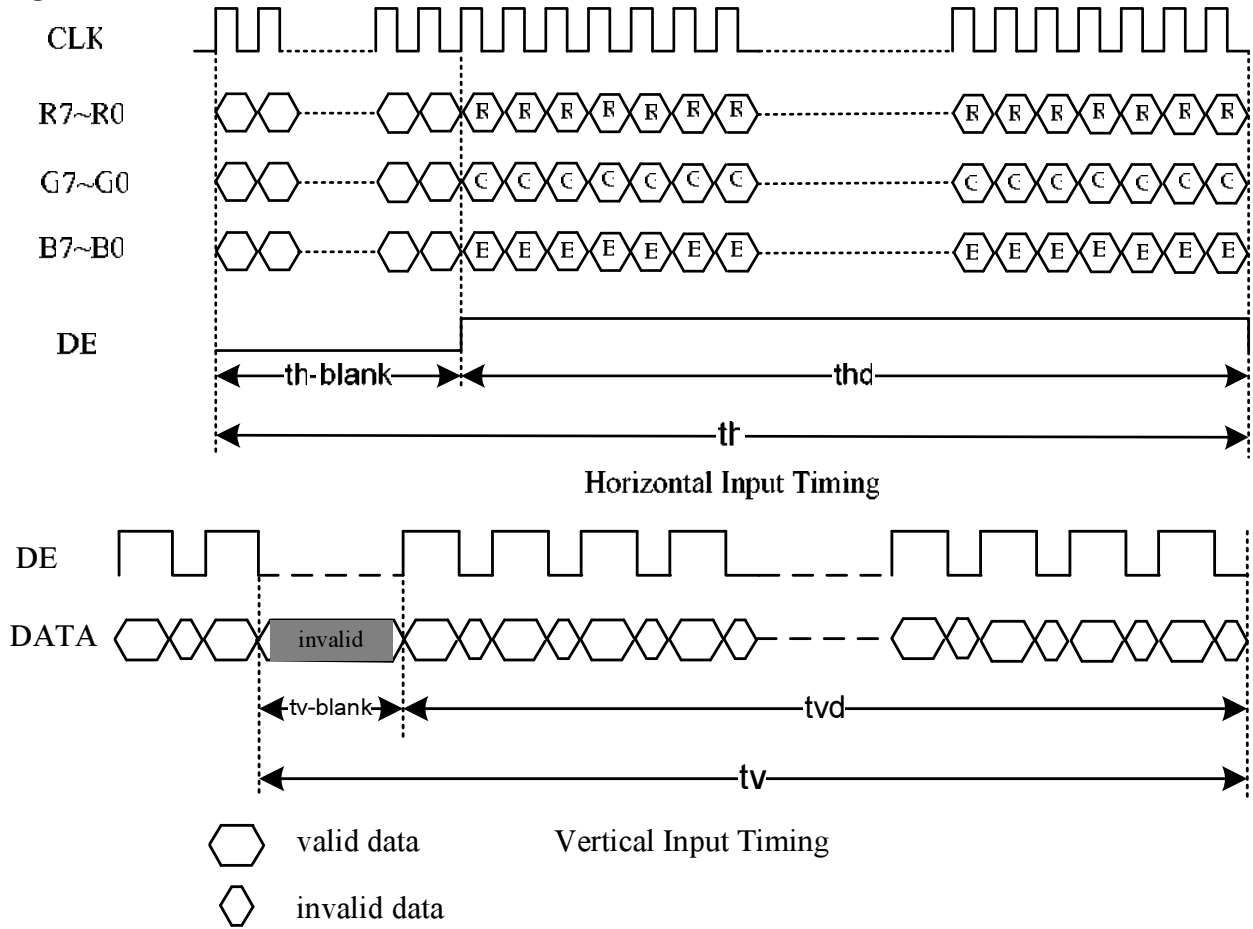 CLK
R7~R0
R R R R R R R R R R R R R R
G7~G0
C C C C C C C C C C C C C C
B7~B0
E E E E E E E E E E E E E E
DE
th-blank thd
th
Horizontal Input Timing
DE
DATA invalid
tv-blank tvd
tv
valid data Vertical Input Timing
invalid data